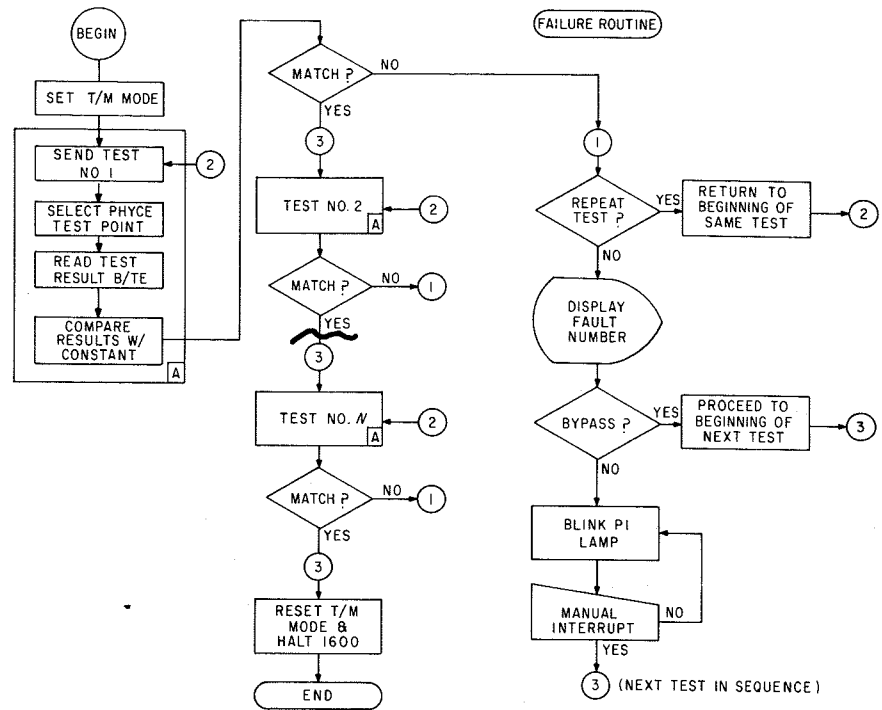 BEGIN
SET T/M MODE
SEND TEST
NO 1
2
SELECT PHYCE
TEST POINT
READ TEST
RESULT B/TE
COMPARE
RESULTS W/
CONSTANT
A
MATCH ?
NO
YES
3
TEST NO. 2
A
2
MATCH ?
NO
1
YES
3
TEST NO. N
A
2
MATCH ?
NO
1
YES
3
RESET T/M
MODE &
HALT 1600
END
FAILURE ROUTINE
1
REPEAT
TEST ?
YES
RETURN TO
BEGINNING OF
SAME TEST
2
NO
DISPLAY
FAULT
NUMBER
BYPASS ?
YES
PROCEED TO
BEGINNING OF
NEXT TEST
3
NO
BLINK PI
LAMP
MANUAL
INTERRUPT
NO
YES
3 (NEXT TEST IN SEQUENCE)